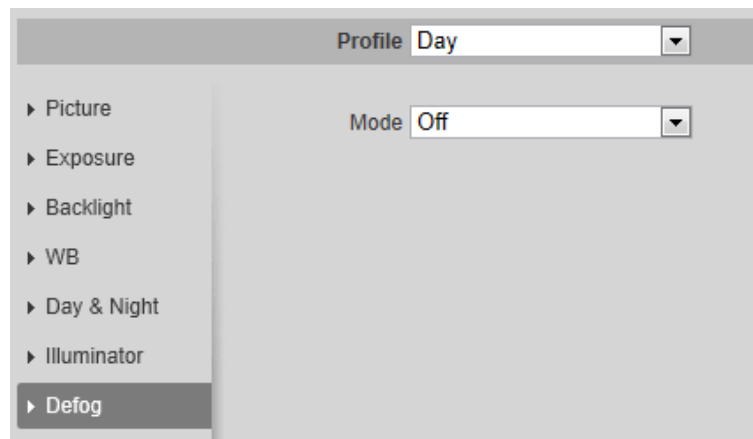 Profile Day
Picture
Mode Off
Exposure
Backlight
WB
Day & Night
Illuminator
Defog